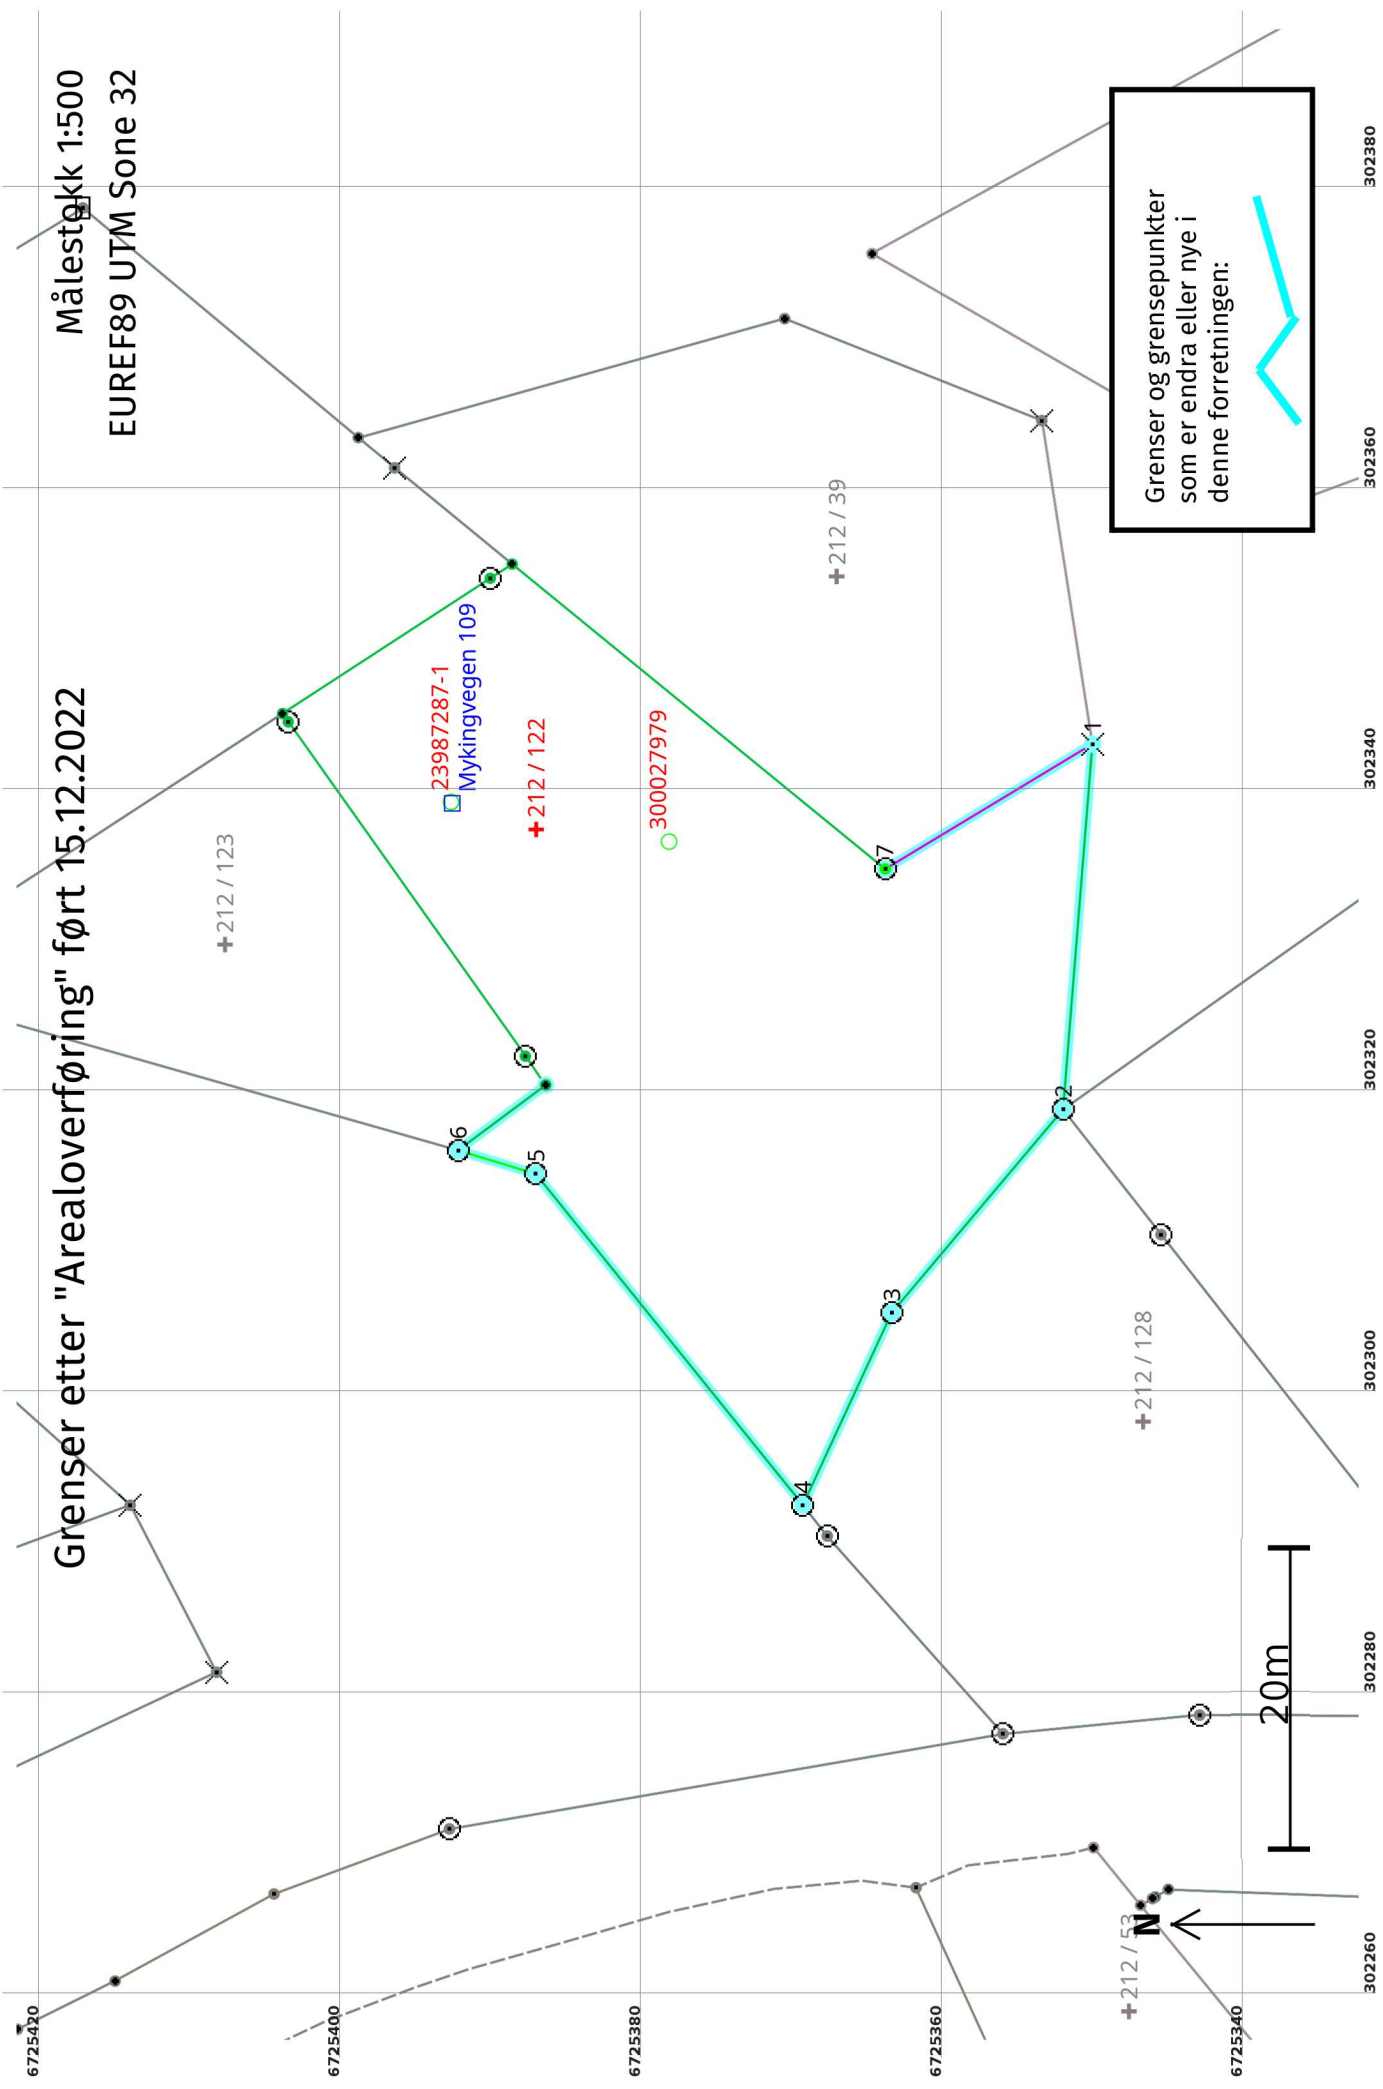 Grenser etter "Arealoverføring" ført 15.12.2022
Målestokk 1:500
EUREF89 UTM Sone 32
212 / 123
23987287-1
Mykingvegen 109
212 / 122
300027979
212 / 39
7
1
6
5
2
3
4
212 / 128
212 / 53
N
20m
Grenser og grensepunkter
som er endra eller nye i
denne forretningen:
6725420
6725400
6725380
6725360
6725340
302260
302280
302300
302320
302340
302360
302380